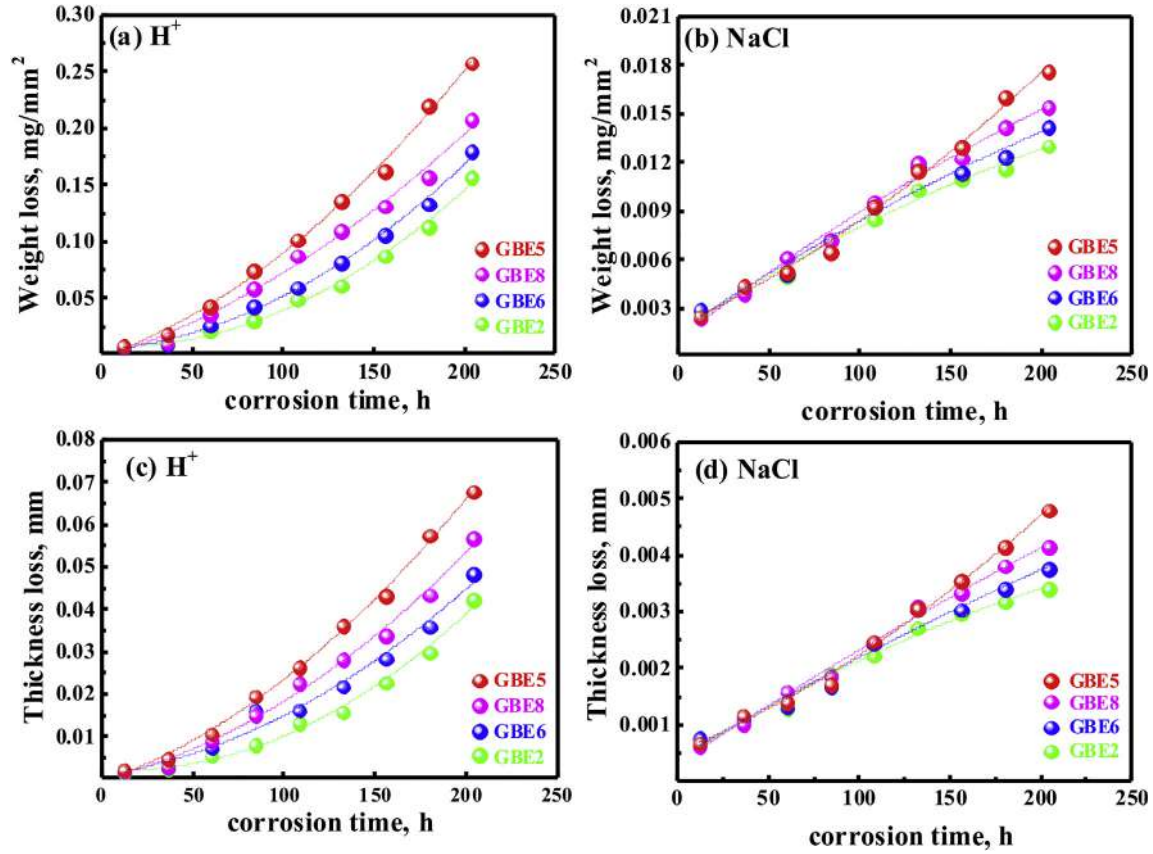 (a) H⁺
Weight loss, mg/mm²
0.30
0.25
0.20
0.15
0.10
0.05
GBE5
GBE8
GBE6
GBE2
0 50 100 150 200 250
corrosion time, h
(b) NaCl
Weight loss, mg/mm²
0.021
0.018
0.015
0.012
0.009
0.006
0.003
GBE5
GBE8
GBE6
GBE2
0 50 100 150 200 250
corrosion time, h
(c) H⁺
Thickness loss, mm
0.08
0.07
0.06
0.05
0.04
0.03
0.02
0.01
GBE5
GBE8
GBE6
GBE2
0 50 100 150 200 250
corrosion time, h
(d) NaCl
Thickness loss, mm
0.006
0.005
0.004
0.003
0.002
0.001
GBE5
GBE8
GBE6
GBE2
0 50 100 150 200 250
corrosion time, h